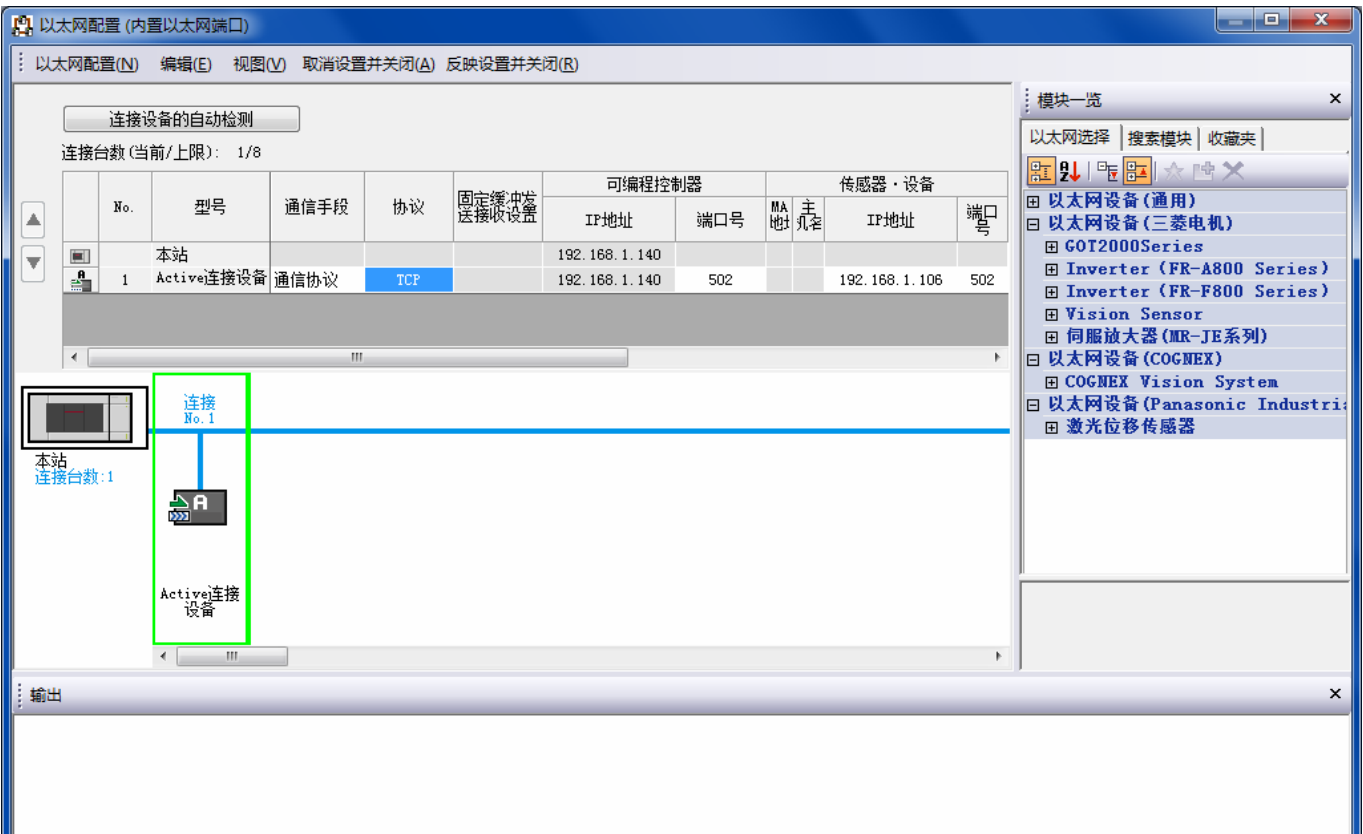 以太网配置 (内置以太网端口)
以太网配置(N) 编辑(E) 视图(V) 取消设置并关闭(A) 反映设置并关闭(R)
连接设备的自动检测
连接台数(当前/上限): 1/8
可编程控制器 传感器・设备
No. 型号 通信手段 协议 固定缓冲发送接收设置 IP地址 端口号 IP地址 端口号
本站 192.168.1.140
1 Active连接设备 通信协议 TCP 192.168.1.140 502 192.168.1.106 502
连接
No.1
本站
连接台数:1
A
Active连接
设备
模块一览
以太网选择 搜索模块 收藏夹
以太网设备(通用)
以太网设备(三菱电机)
GOT2000Series
Inverter (FR-A800 Series)
Inverter (FR-F800 Series)
Vision Sensor
伺服放大器(MR-JE系列)
以太网设备(COGNEX)
COGNEX Vision System
以太网设备(Panasonic Industri
激光位移传感器
输出